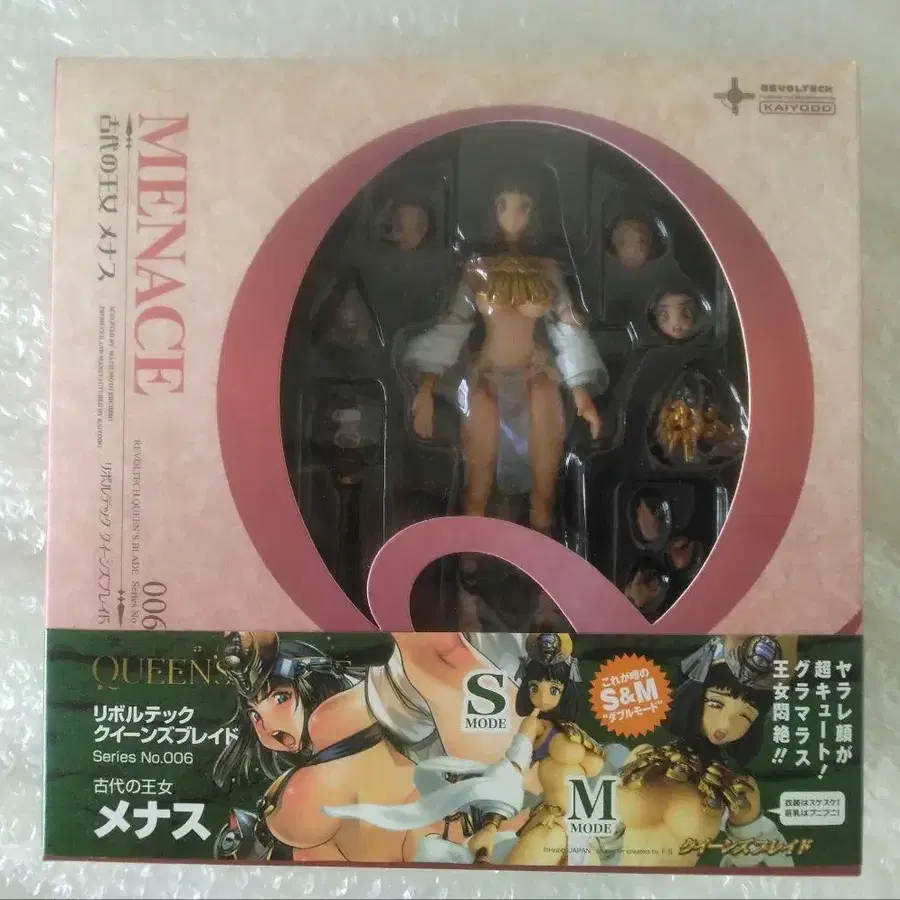 REVOLTECH
KAIYODO
MENACE
古代の王女 メナス
REVOLTECH QUEEN'S BLADE Series No
006
リボルテック クイーンズブレイド
QUEEN'S
リボルテック
クイーンズブレイド
Series No.006
古代の王女
メナス
S
MODE
これが噂の
S&M
"ダブルモード"
M
MODE
ヤラレ顔が
超キュート!
グラマラス
王女悶絶!!
衣装はスケスケ!
巨乳はプニプニ!
クイーンズブレイド